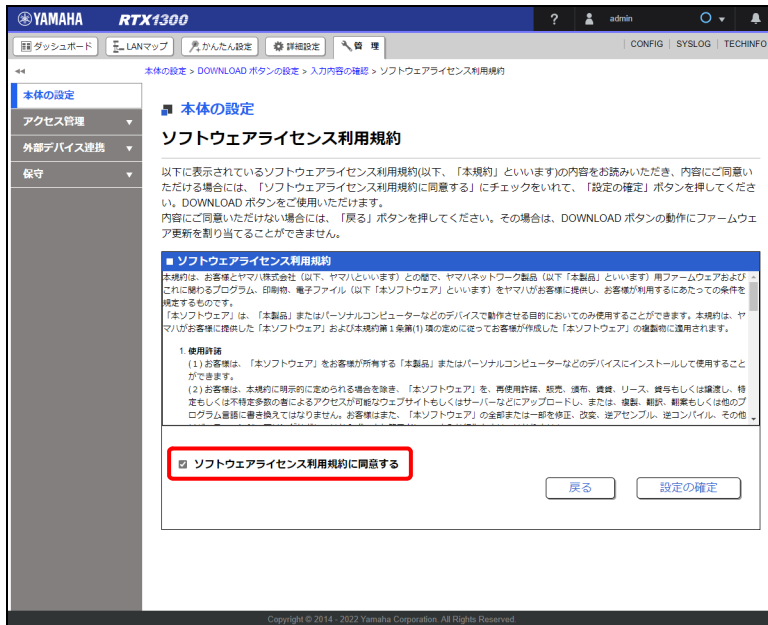 YAMAHA RTX1300 ? admin
ダッシュボード LANマップ かんたん設定 詳細設定 管 理 CONFIG SYSLOG TECHINFO
本体の設定 > DOWNLOAD ボタンの設定 > 入力内容の確認 > ソフトウェアライセンス利用規約
本体の設定
アクセス管理
外部デバイス連携
保守
本体の設定
ソフトウェアライセンス利用規約
以下に表示されているソフトウェアライセンス利用規約(以下、「本規約」といいます)の内容をお読みいただき、内容にご同意い
ただける場合には、「ソフトウェアライセンス利用規約に同意する」にチェックをいれて、「設定の確定」ボタンを押してくださ
い。DOWNLOAD ボタンをご使用いただけます。
内容にご同意いただけない場合には、「戻る」ボタンを押してください。その場合は、DOWNLOAD ボタンの動作にファームウェ
ア更新を割り当てることができません。
■ ソフトウェアライセンス利用規約
本規約は、お客様とヤマハ株式会社（以下、ヤマハといいます）との間で、ヤマハネットワーク製品（以下「本製品」といいます）用ファームウェアおよび
これに関わるプログラム、印刷物、電子ファイル（以下「本ソフトウェア」といいます）をヤマハがお客様に提供し、お客様が利用するにあたっての条件を
規定するものです。
「本ソフトウェア」は、「本製品」またはパーソナルコンピューターなどのデバイスで動作させる目的においてのみ使用することができます。本規約は、ヤ
マハがお客様に提供した「本ソフトウェア」および本規約第１条第(1) 項の定めに従ってお客様が作成した「本ソフトウェア」の複製物に適用されます。
1. 使用許諾
(１) お客様は、「本ソフトウェア」をお客様が所有する「本製品」またはパーソナルコンピューターなどのデバイスにインストールして使用すること
ができます。
(２) お客様は、本規約に明示的に定められる場合を除き、「本ソフトウェア」を、再使用許諾、販売、頒布、賃貸、リース、貸与もしくは譲渡し、特
定もしくは不特定多数の者によるアクセスが可能なウェブサイトもしくはサーバーなどにアップロードし、または、複製、翻訳、翻案もしくは他のプ
ログラム言語に書き換えてはなりません。お客様はまた、「本ソフトウェア」の全部または一部を修正、改変、逆アセンブル、逆コンパイル、その他
ソフトウェアライセンス利用規約に同意する
戻る 設定の確定
Copyright © 2014 - 2022 Yamaha Corporation. All Rights Reserved.